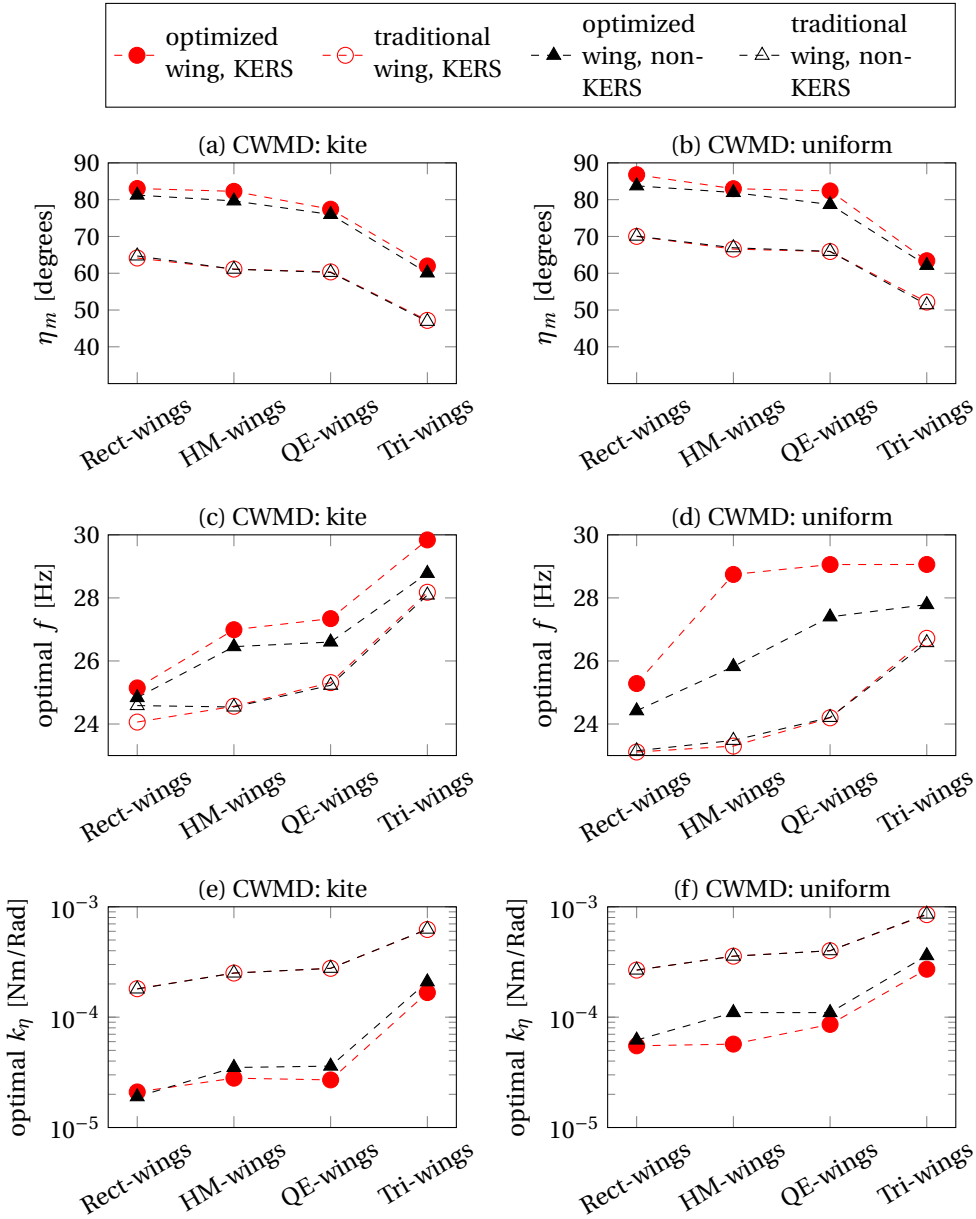 optimized wing, KERS
traditional wing, KERS
optimized wing, non-KERS
traditional wing, non-KERS
(a) CWMD: kite
η_m [degrees]
90
80
70
60
50
40
Rect-wings
HM-wings
QE-wings
Tri-wings
(b) CWMD: uniform
η_m [degrees]
90
80
70
60
50
40
Rect-wings
HM-wings
QE-wings
Tri-wings
(c) CWMD: kite
optimal f [Hz]
30
28
26
24
Rect-wings
HM-wings
QE-wings
Tri-wings
(d) CWMD: uniform
optimal f [Hz]
30
28
26
24
Rect-wings
HM-wings
QE-wings
Tri-wings
(e) CWMD: kite
optimal k_η [Nm/Rad]
10^−3
10^−4
10^−5
Rect-wings
HM-wings
QE-wings
Tri-wings
(f) CWMD: uniform
optimal k_η [Nm/Rad]
10^−3
10^−4
10^−5
Rect-wings
HM-wings
QE-wings
Tri-wings